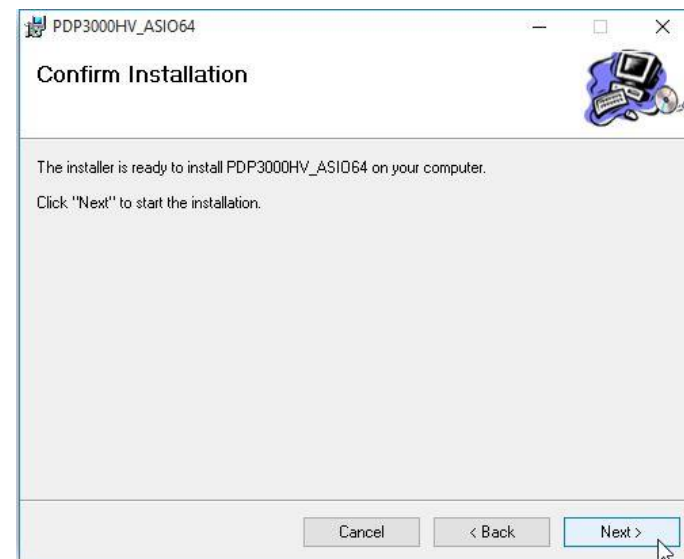 PDP3000HV_ASIO64
Confirm Installation
The installer is ready to install PDP3000HV_ASIO64 on your computer.
Click "Next" to start the installation.
Cancel
< Back
Next >